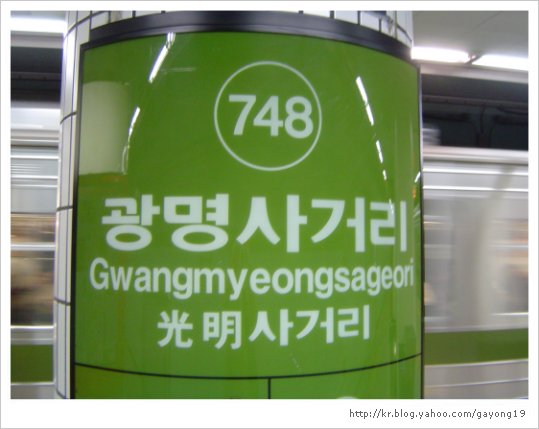 748
광명사거리
Gwangmyeongsageori
光明사거리
http://kr.blog.yahoo.com/gayong19